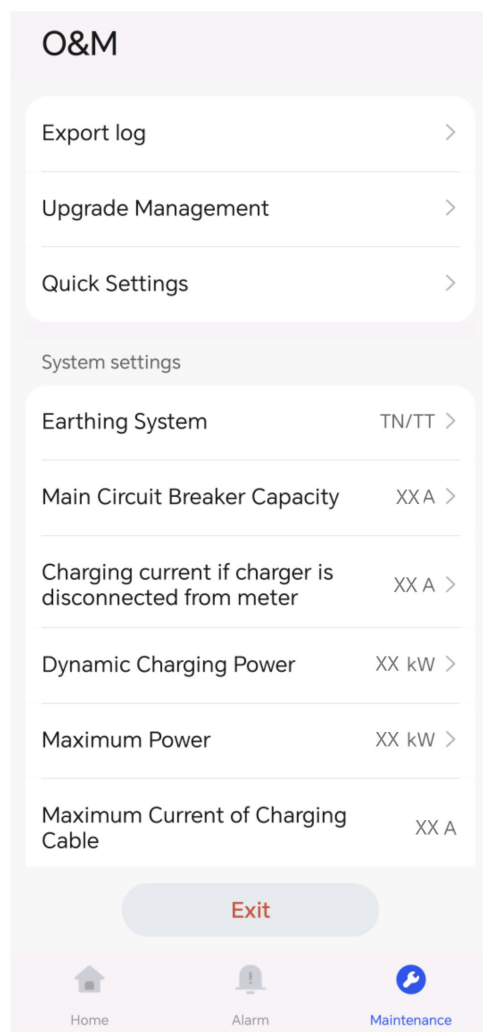 O&M
Export log
Upgrade Management
Quick Settings
System settings
Earthing System TN/TT
Main Circuit Breaker Capacity XX A
Charging current if charger is
disconnected from meter XX A
Dynamic Charging Power XX kW
Maximum Power XX kW
Maximum Current of Charging
Cable XX A
Exit
Home Alarm Maintenance